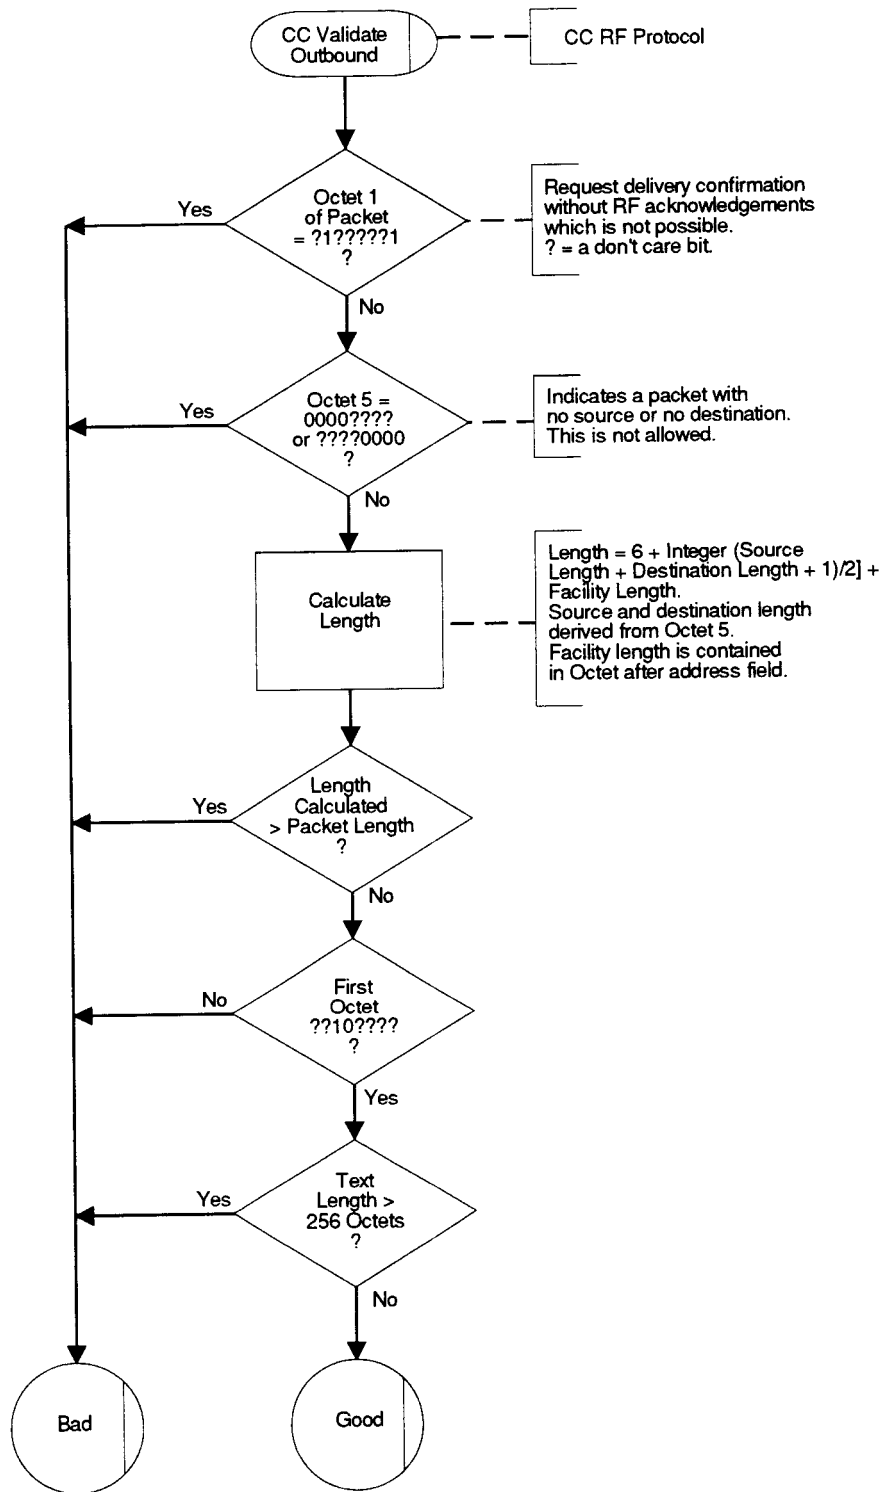 CC Validate
Outbound
CC RF Protocol
Octet 1
of Packet
= ?1?????1
?
Yes
No
Request delivery confirmation
without RF acknowledgements
which is not possible.
? = a don't care bit.
Octet 5 =
0000????
or ????0000
?
Yes
No
Indicates a packet with
no source or no destination.
This is not allowed.
Calculate
Length
Length = 6 + Integer (Source
Length + Destination Length + 1)/2] +
Facility Length.
Source and destination length
derived from Octet 5.
Facility length is contained
in Octet after address field.
Length
Calculated
> Packet Length
?
Yes
No
First
Octet
??10????
?
No
Yes
Text
Length >
256 Octets
?
Yes
No
Bad
Good